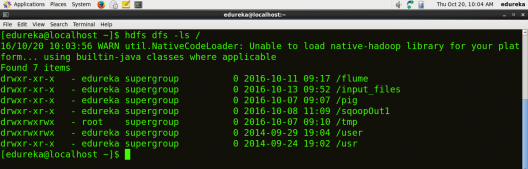 Applications Places System
Thu Oct 20, 10:04 AM edureka
edureka@localhost:~
File Edit View Search Terminal Help
[edureka@localhost ~]$ hdfs dfs -ls /
16/10/20 10:03:56 WARN util.NativeCodeLoader: Unable to load native-hadoop library for your plat
form... using builtin-java classes where applicable
Found 7 items
drwxr-xr-x - edureka supergroup 0 2016-10-11 09:17 /flume
drwxr-xr-x - edureka supergroup 0 2016-10-13 09:52 /input_files
drwxr-xr-x - edureka supergroup 0 2016-10-07 09:07 /pig
drwxr-xr-x - edureka supergroup 0 2016-10-08 11:09 /sqoopOut1
drwxrwxrwx - root supergroup 0 2016-10-07 09:10 /tmp
drwxrwxrwx - edureka supergroup 0 2014-09-29 19:04 /user
drwxr-xr-x - edureka supergroup 0 2014-09-24 19:02 /usr
[edureka@localhost ~]$